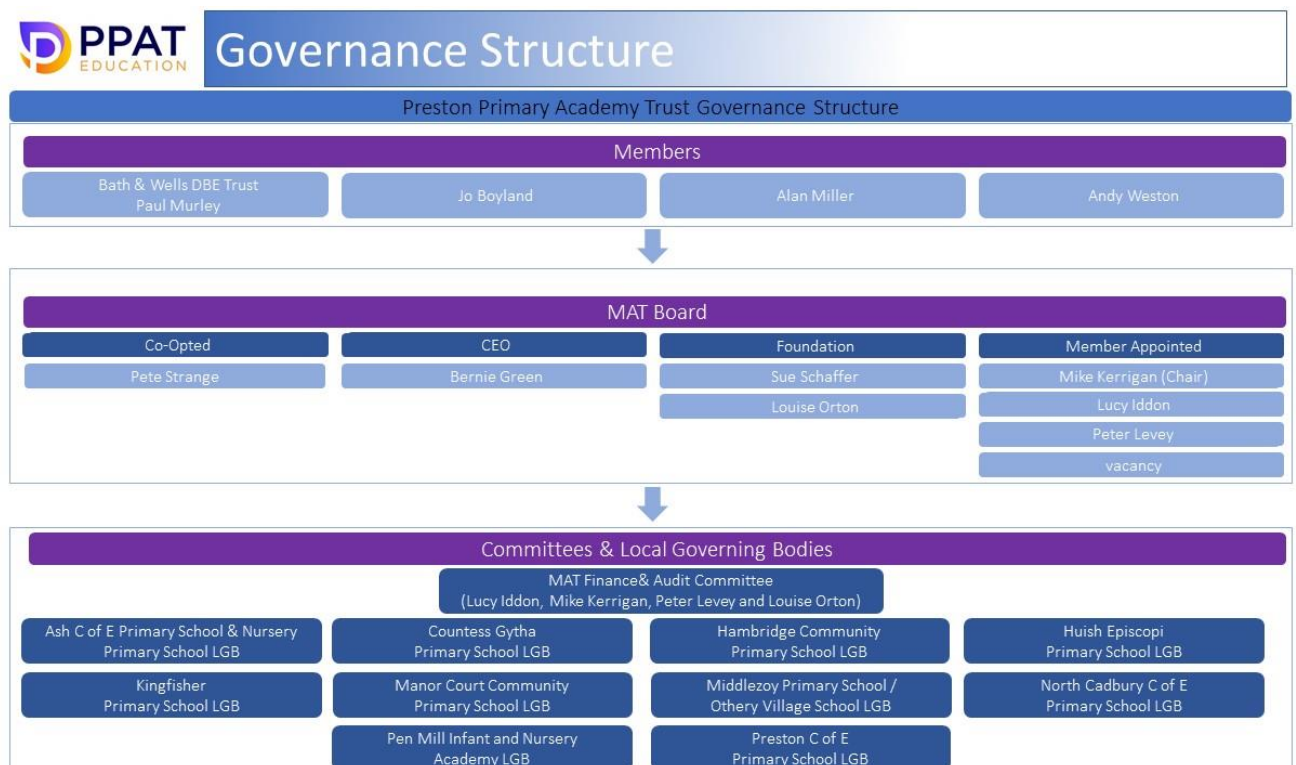 PPAT
EDUCATION
Governance Structure
Preston Primary Academy Trust Governance Structure
Members
Bath & Wells DBE Trust
Paul Murley
Jo Boyland
Alan Miller
Andy Weston
MAT Board
Co-Opted
CEO
Foundation
Member Appointed
Pete Strange
Bernie Green
Sue Schaffer
Mike Kerrigan (Chair)
Louise Orton
Lucy Iddon
Peter Levey
vacancy
Committees & Local Governing Bodies
MAT Finance& Audit Committee
(Lucy Iddon, Mike Kerrigan, Peter Levey and Louise Orton)
Ash C of E Primary School & Nursery
Primary School LGB
Countess Gytha
Primary School LGB
Hambridge Community
Primary School LGB
Huish Episcopi
Primary School LGB
Kingfisher
Primary School LGB
Manor Court Community
Primary School LGB
Middlezoy Primary School /
Othery Village School LGB
North Cadbury C of E
Primary School LGB
Pen Mill Infant and Nursery
Academy LGB
Preston C of E
Primary School LGB